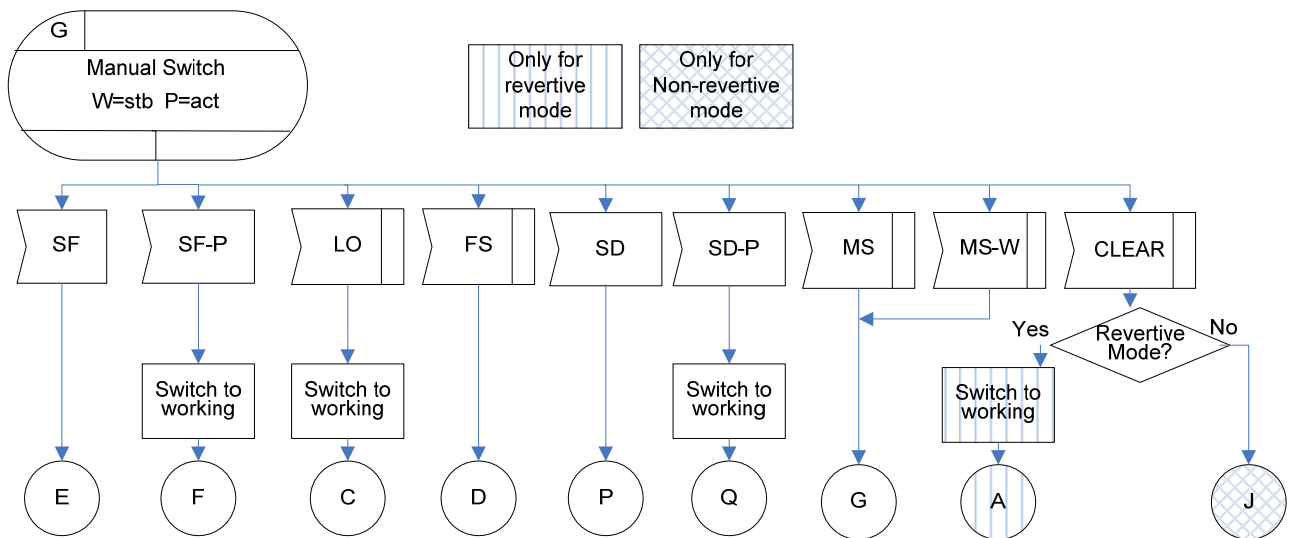 G
Manual Switch
W=stb P=act
Only for
revertive
mode
Only for
Non-revertive
mode
SF
SF-P
LO
FS
SD
SD-P
MS
MS-W
CLEAR
Yes
Revertive
Mode?
No
Switch to
working
Switch to
working
Switch to
working
Switch to
working
E
F
C
D
P
Q
G
A
J